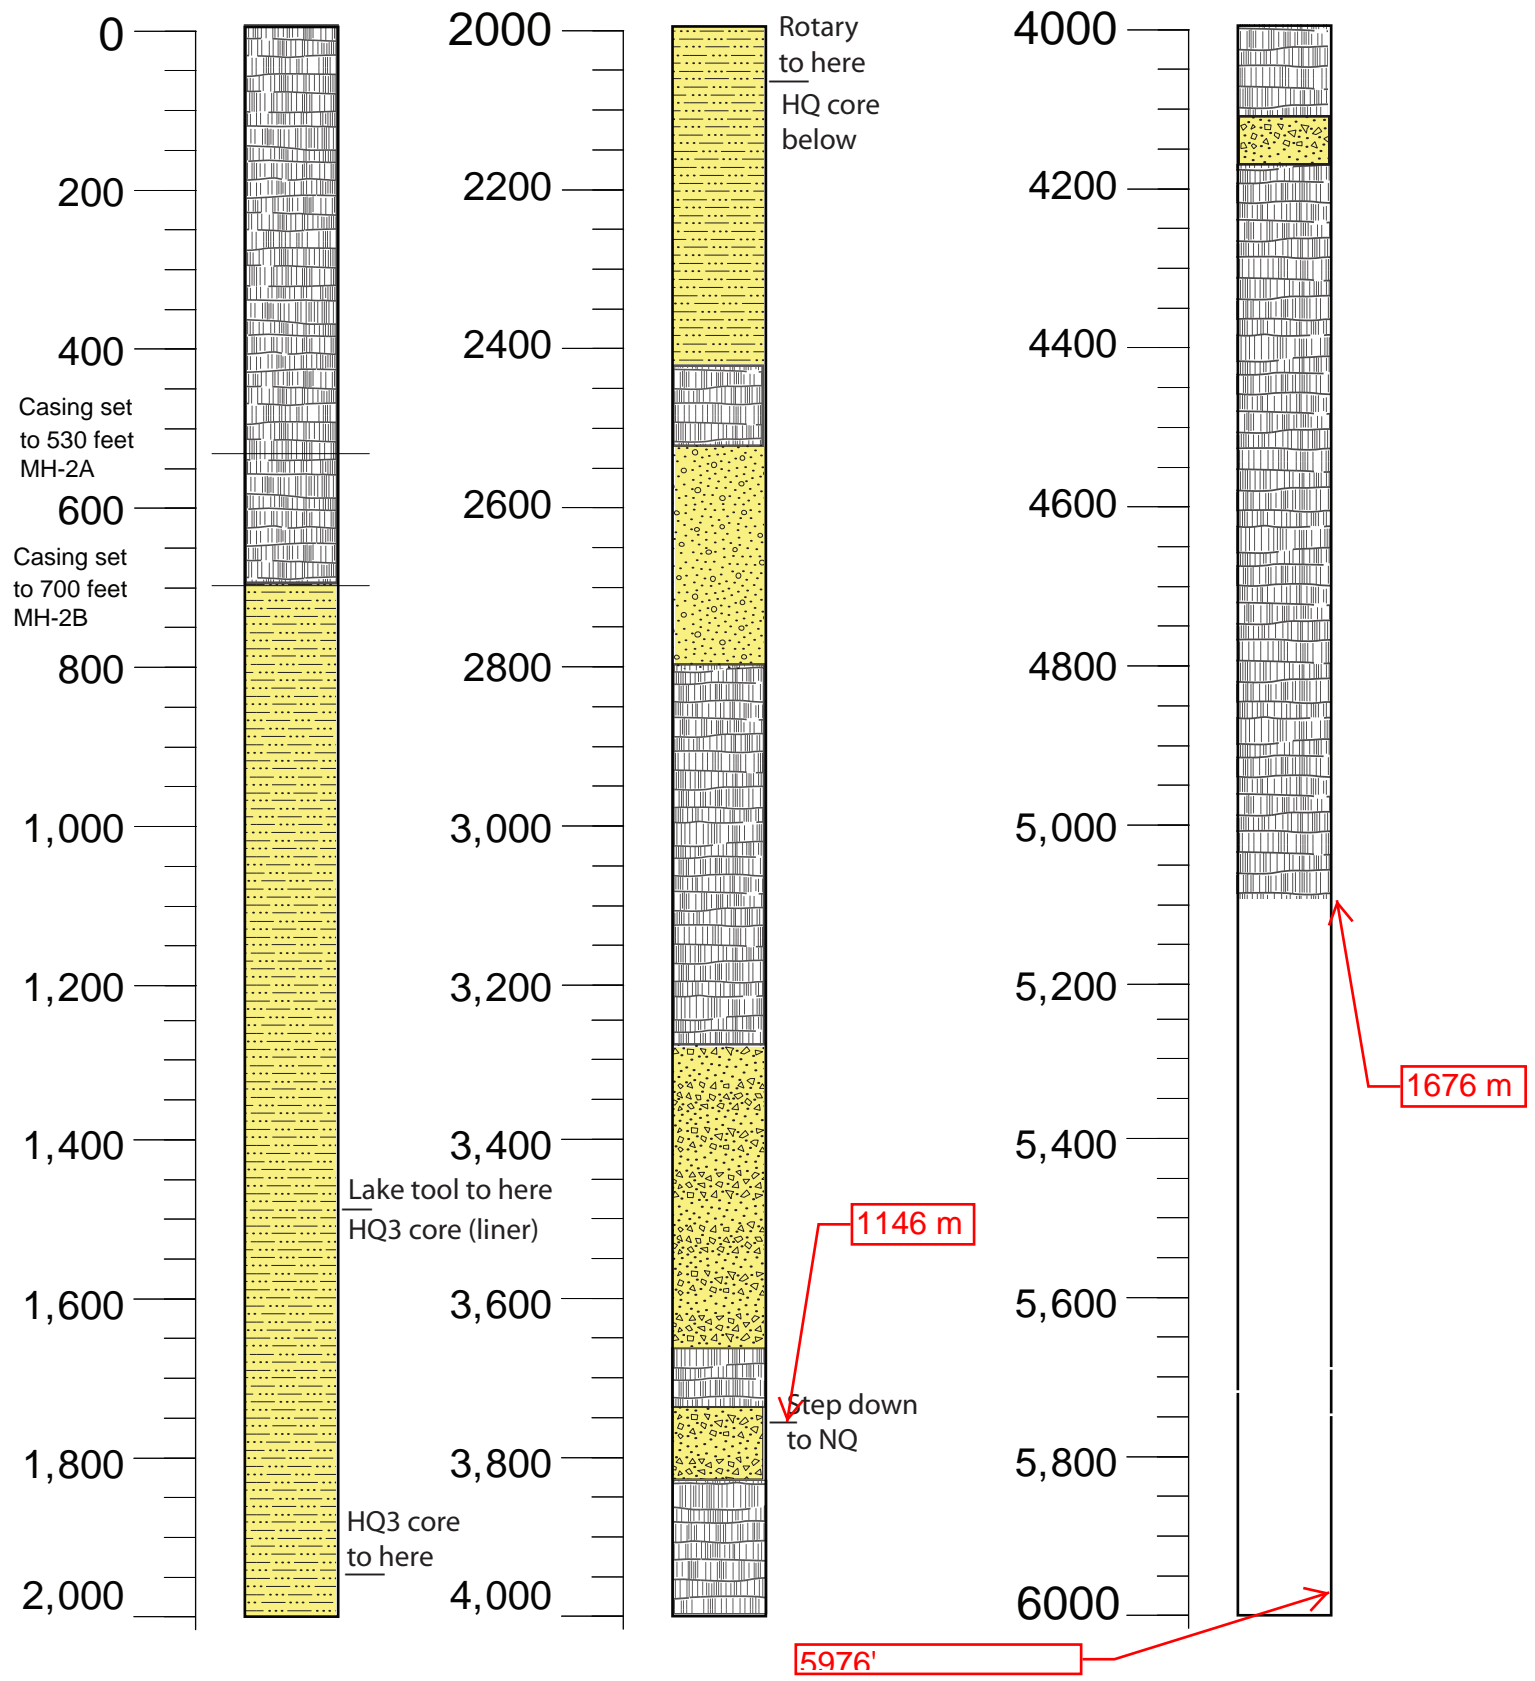 0
200
400
Casing set
to 530 feet
MH-2A
600
Casing set
to 700 feet
MH-2B
800
1,000
1,200
1,400
Lake tool to here
HQ3 core (liner)
1,600
1,800
HQ3 core
to here
2,000
2000
Rotary
to here
HQ core
below
2200
2400
2600
2800
3,000
3,200
3,400
1146 m
3,600
Step down
to NQ
3,800
4,000
4000
4200
4400
4600
4800
5,000
5,200
1676 m
5,400
5,600
5,800
6000
5976'